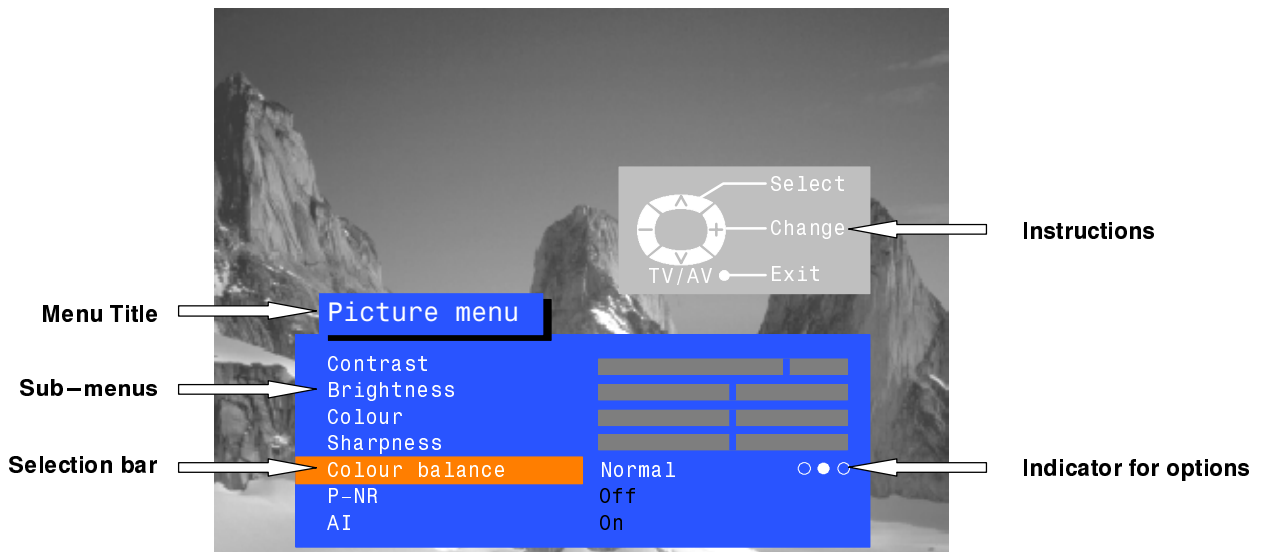 Select
Change
Instructions
TV/AV
Exit
Menu Title
Picture menu
Contrast
Sub–menus
Brightness
Colour
Sharpness
Selection bar
Colour balance
Normal
Indicator for options
P–NR
Off
AI
On